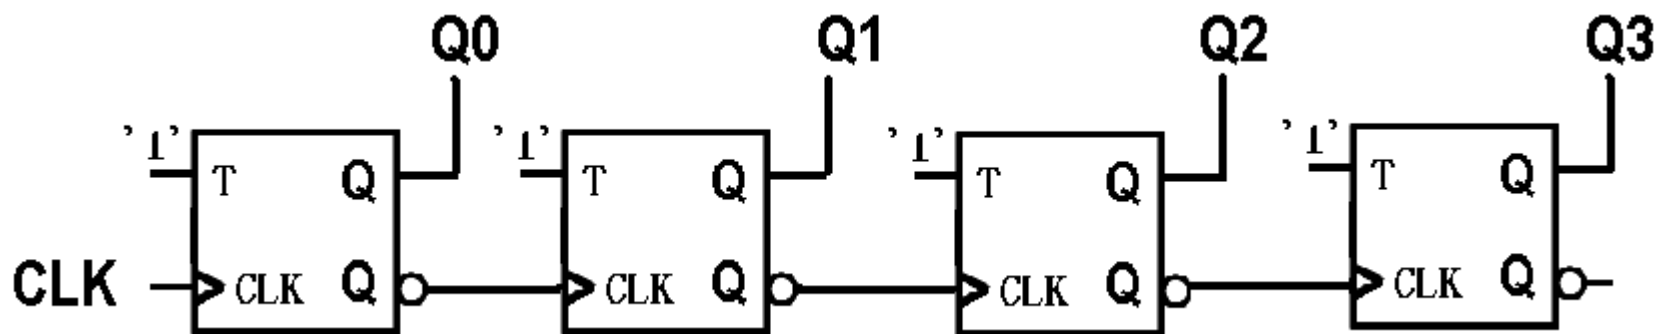 Q0 Q1 Q2 Q3
'1' '1' '1' '1'
T Q T Q T Q T Q
CLK CLK Q CLK Q CLK Q CLK Q